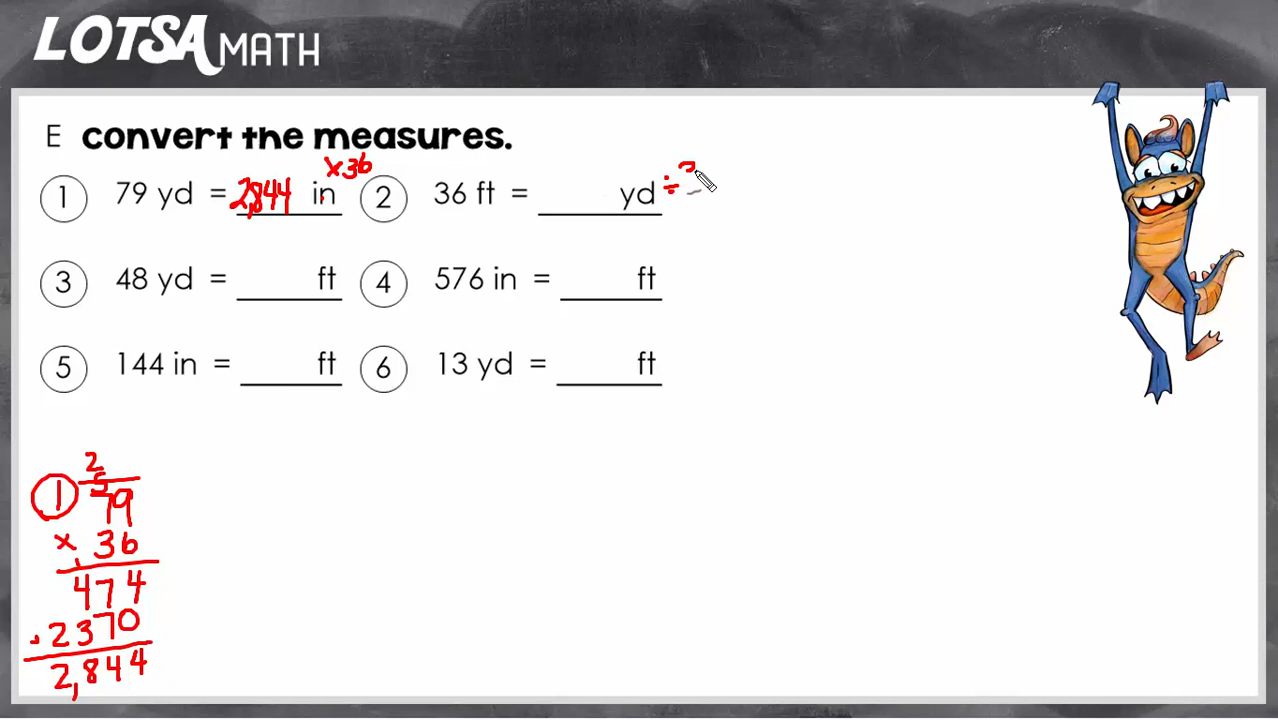 LOTSA MATH
E convert the measures.
×36
1 79 yd = 2,844 in 2 36 ft = yd ÷
3 48 yd = ft 4 576 in = ft
5 144 in = ft 6 13 yd = ft
2
5
1 79
× 36
1
474
2370
2,844